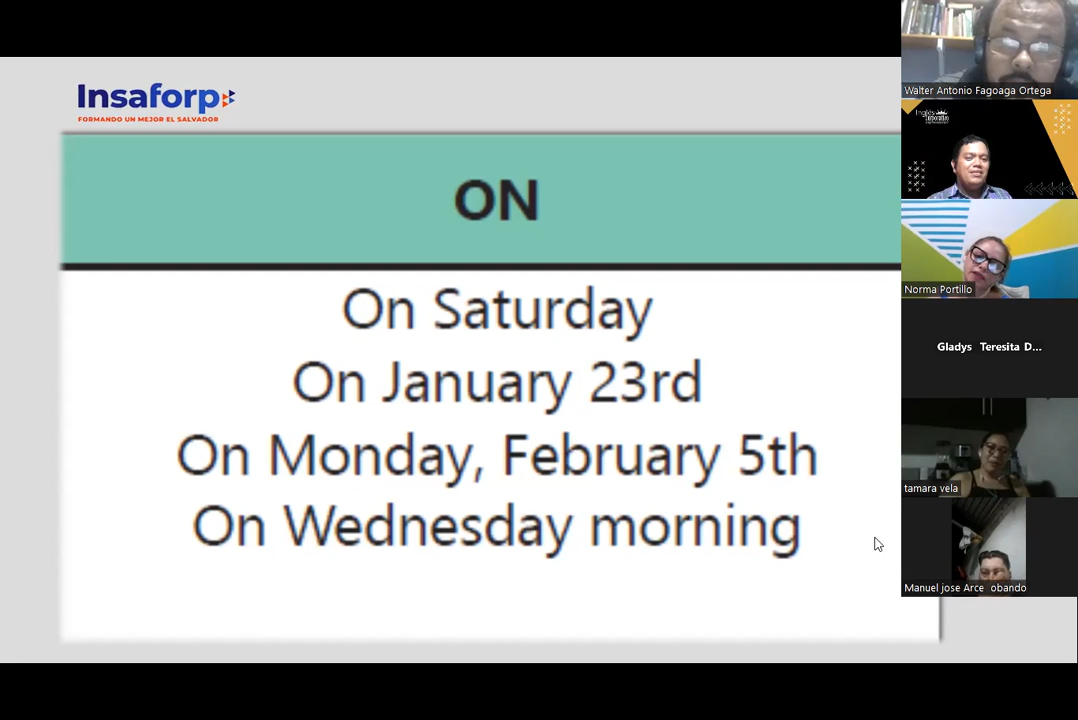 Insaforp
FORMANDO UN MEJOR EL SALVADOR
ON
On Saturday
On January 23rd
On Monday, February 5th
On Wednesday morning
Walter Antonio Fagoaga Ortega
Inglés
Norma Portillo
Gladys Teresita D...
tamara vela
Manuel jose Arce obando